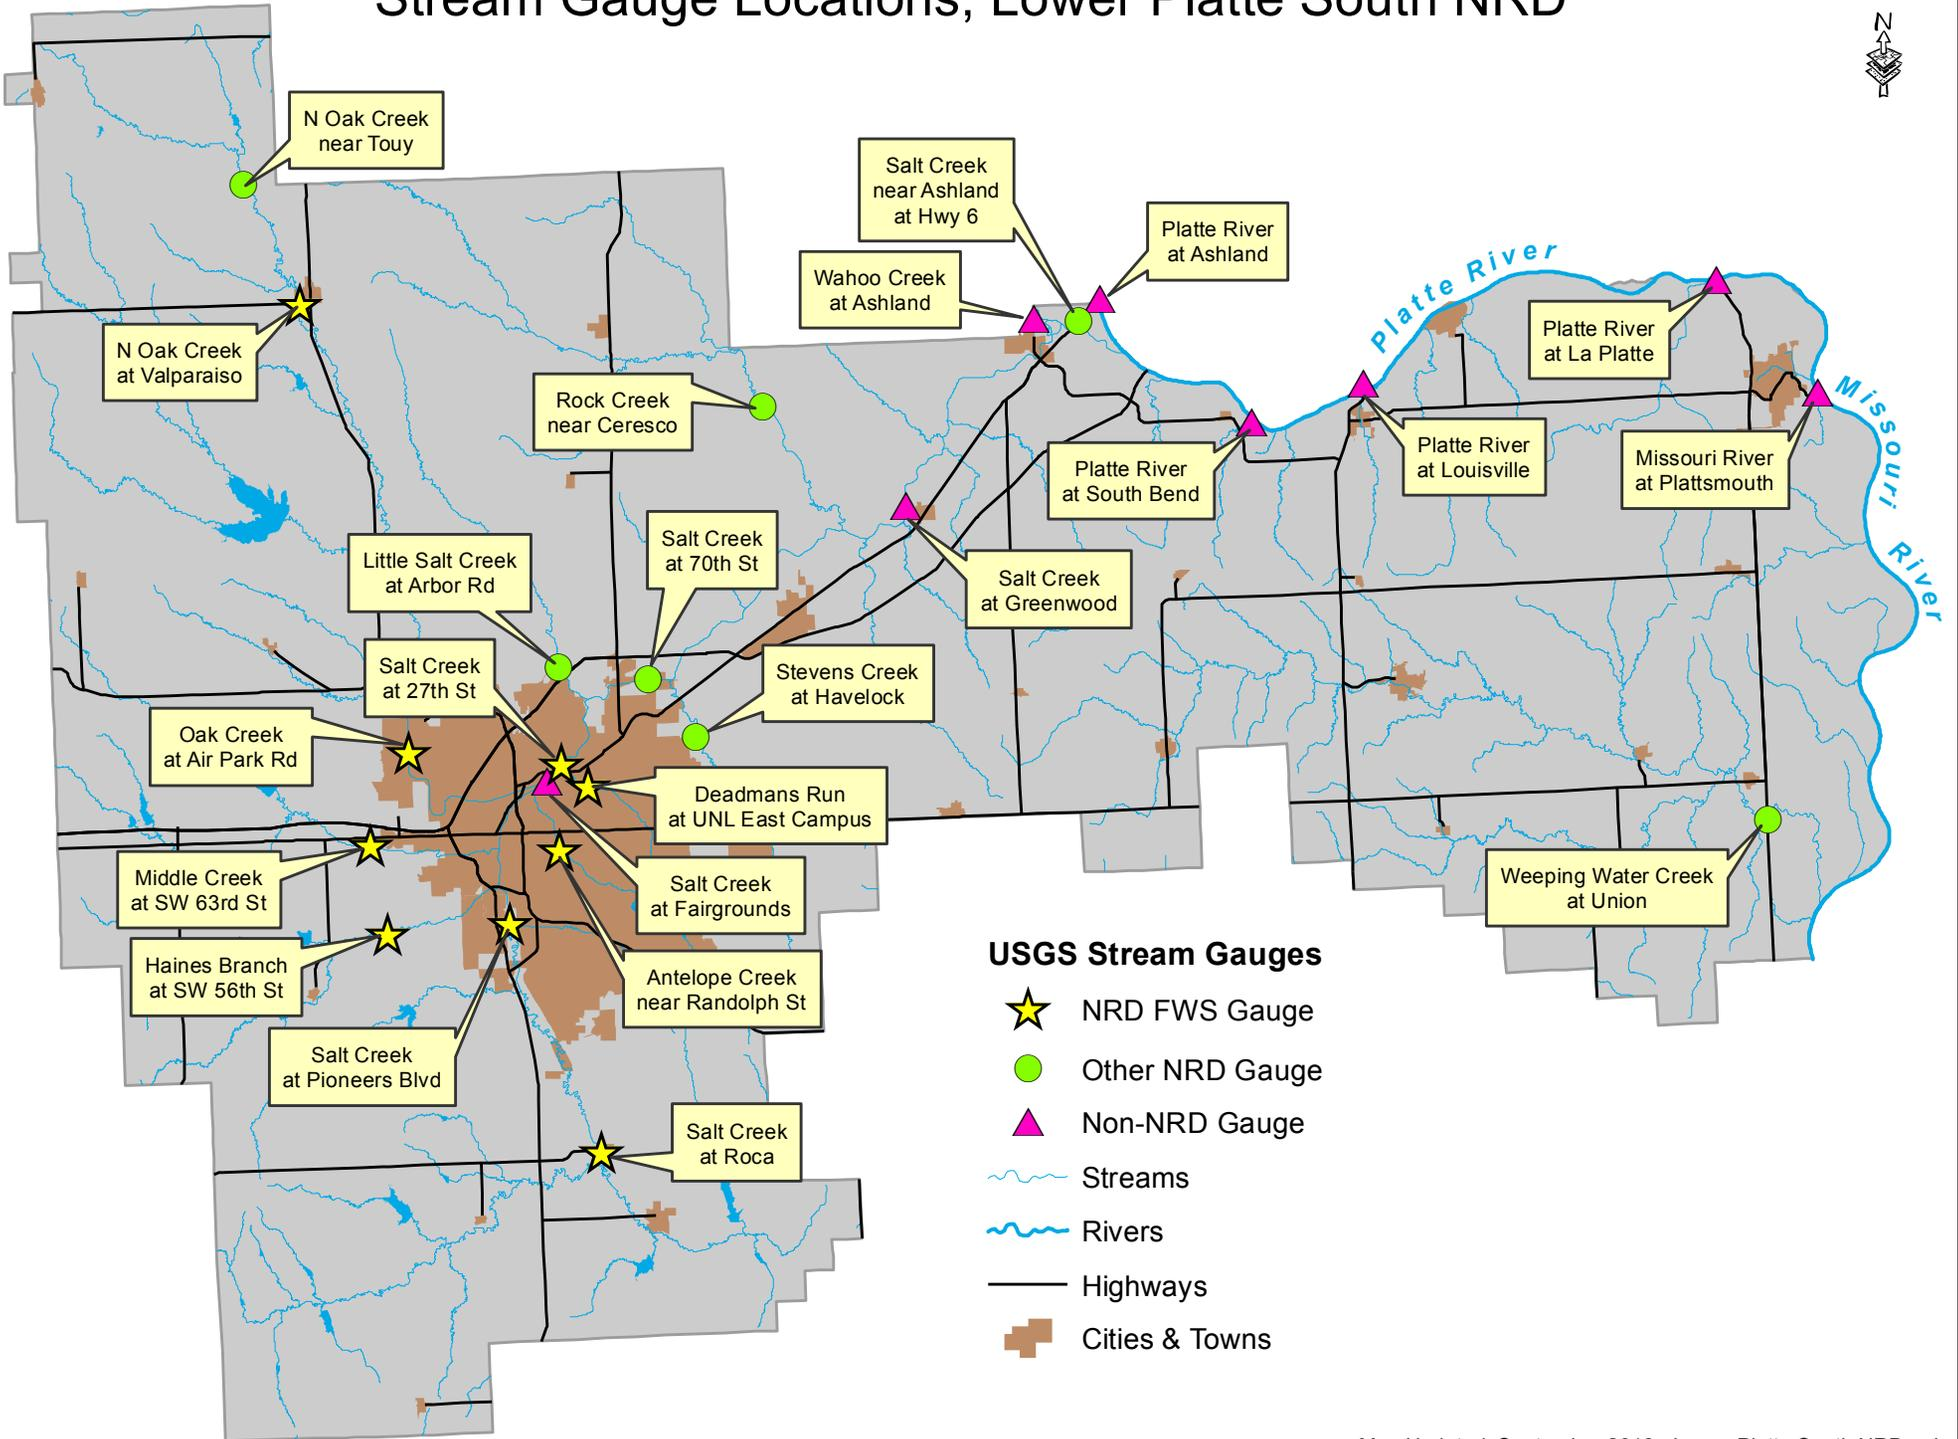 Stream Gauge Locations, Lower Platte South NRD
N
N Oak Creek
near Touy
Salt Creek
near Ashland
at Hwy 6
Platte River
at Ashland
Wahoo Creek
at Ashland
Platte River
Platte River
at La Platte
N Oak Creek
at Valparaiso
Rock Creek
near Ceresco
Missouri River
Platte River
at South Bend
Platte River
at Louisville
Missouri River
at Plattsmouth
Little Salt Creek
at Arbor Rd
Salt Creek
at 70th St
Salt Creek
at Greenwood
Salt Creek
at 27th St
Stevens Creek
at Havelock
Oak Creek
at Air Park Rd
Deadmans Run
at UNL East Campus
Middle Creek
at SW 63rd St
Salt Creek
at Fairgrounds
Weeping Water Creek
at Union
Haines Branch
at SW 56th St
Antelope Creek
near Randolph St
Salt Creek
at Pioneers Blvd
Salt Creek
at Roca
USGS Stream Gauges
NRD FWS Gauge
Other NRD Gauge
Non-NRD Gauge
Streams
Rivers
Highways
Cities & Towns